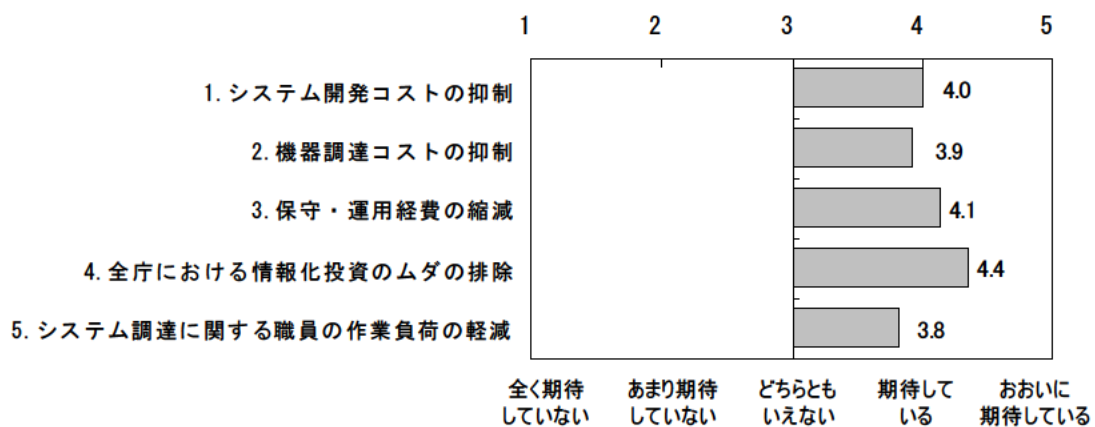 1 2 3 4 5
1. システム開発コストの抑制 4.0
2. 機器調達コストの抑制 3.9
3. 保守・運用経費の縮減 4.1
4. 全庁における情報化投資のムダの排除 4.4
5. システム調達に関する職員の作業負荷の軽減 3.8
全く期待 あまり期待 どちらとも 期待して おおいに
していない していない いえない いる 期待している